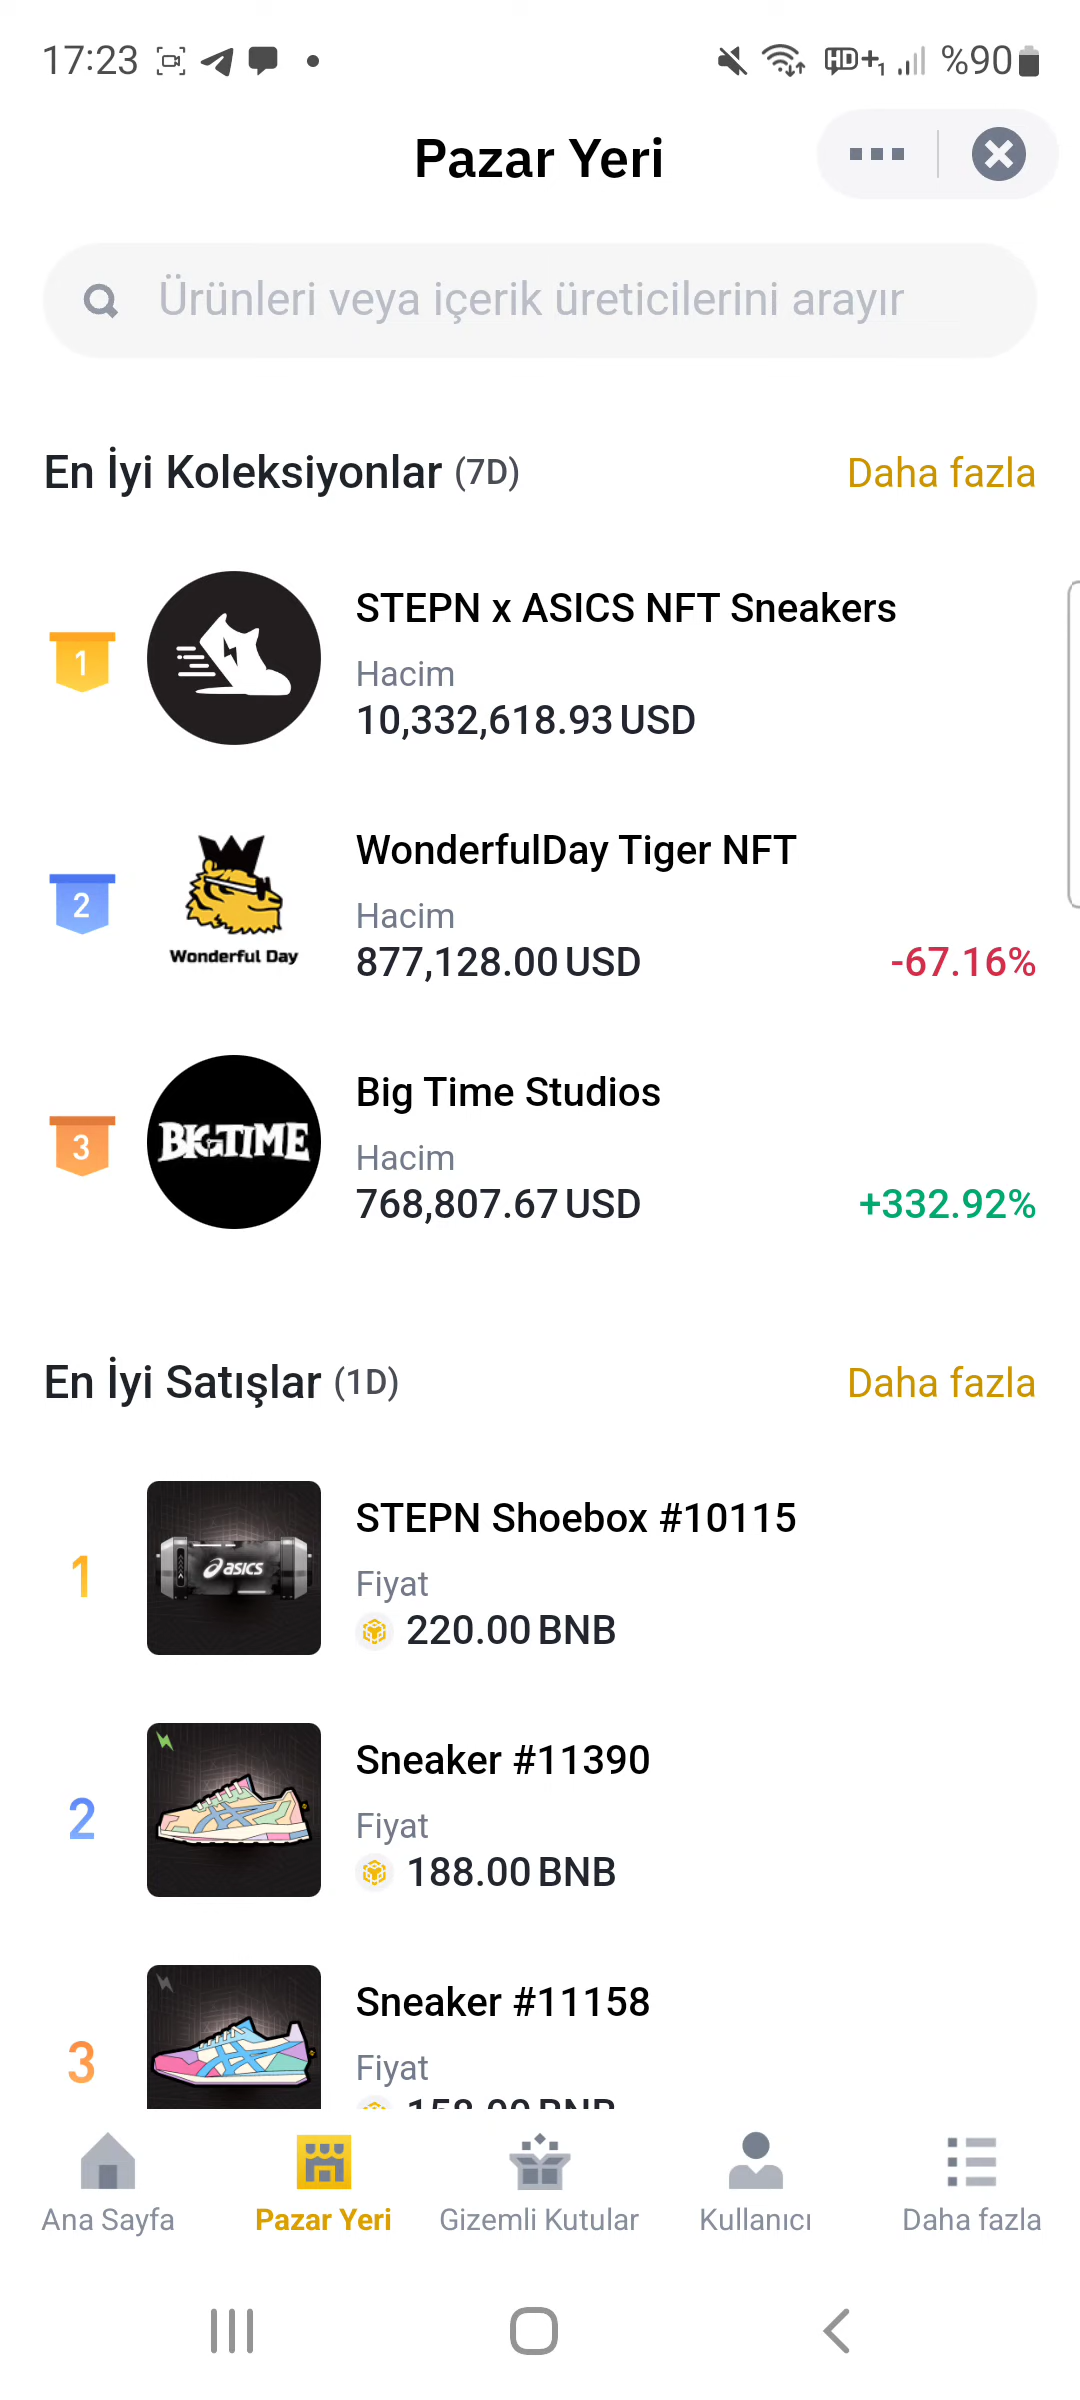 17:23
%90
Pazar Yeri
Ürünleri veya içerik üreticilerini arayır
En İyi Koleksiyonlar (7D)
Daha fazla
1
STEPN x ASICS NFT Sneakers
Hacim
10,332,618.93 USD
2
Wonderful Day
WonderfulDay Tiger NFT
Hacim
877,128.00 USD
-67.16%
3
BIGTIME
Big Time Studios
Hacim
768,807.67 USD
+332.92%
En İyi Satışlar (1D)
Daha fazla
1
asics
STEPN Shoebox #10115
Fiyat
220.00 BNB
2
Sneaker #11390
Fiyat
188.00 BNB
3
Sneaker #11158
Fiyat
158.00 BNB
Ana Sayfa
Pazar Yeri
Gizemli Kutular
Kullanıcı
Daha fazla